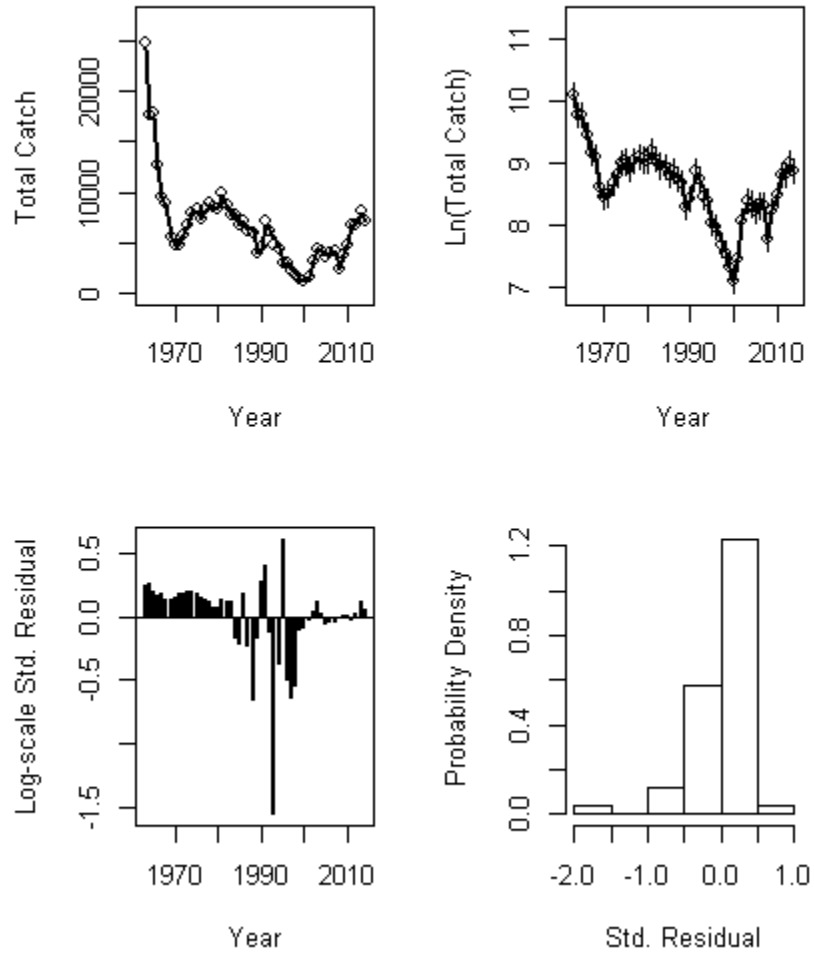 Total Catch
20000
10000
0
1970 1990 2010
Year
Ln(Total Catch)
11
10
9
8
7
1970 1990 2010
Year
Log-scale Std. Residual
0.5
0.0
-0.5
-1.5
1970 1990 2010
Year
Probability Density
1.2
0.8
0.4
0.0
-2.0 -1.0 0.0 1.0
Std. Residual